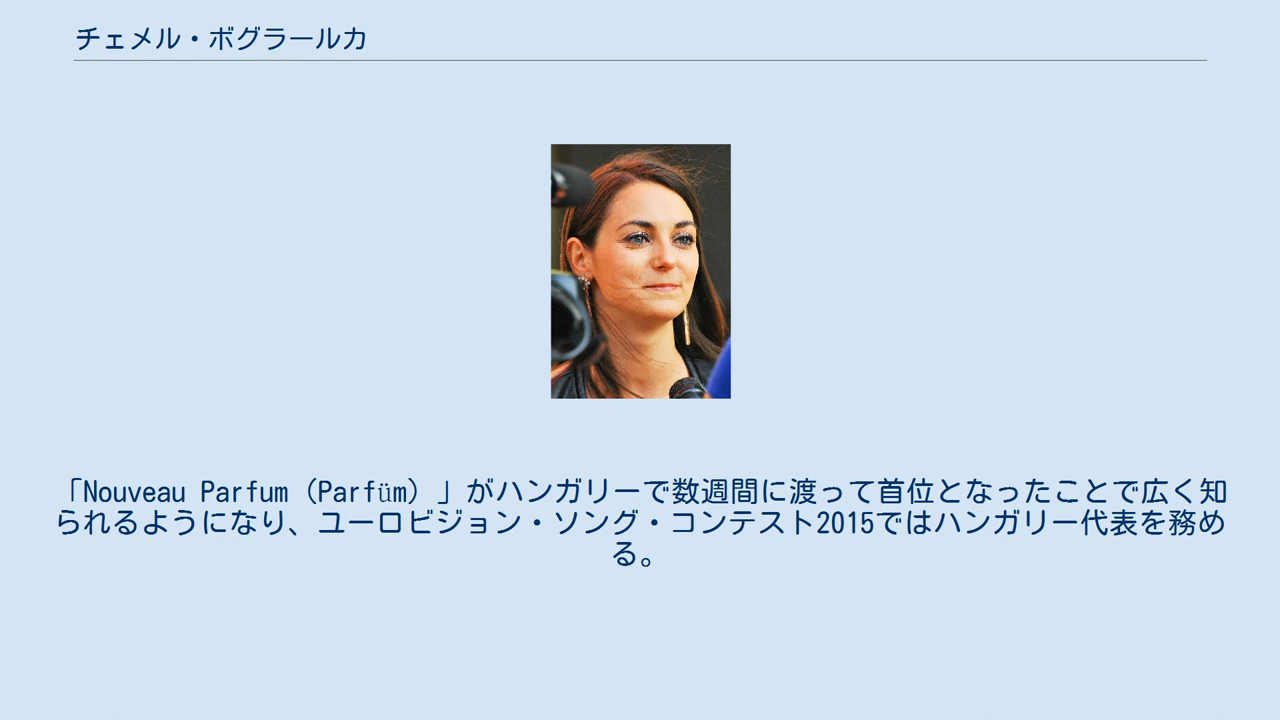 チェメル・ボグラールカ
「Nouveau Parfum（Parfüm）」がハンガリーで数週間に渡って首位となったことで広く知
られるようになり、ユーロビジョン・ソング・コンテスト2015ではハンガリー代表を務め
る。